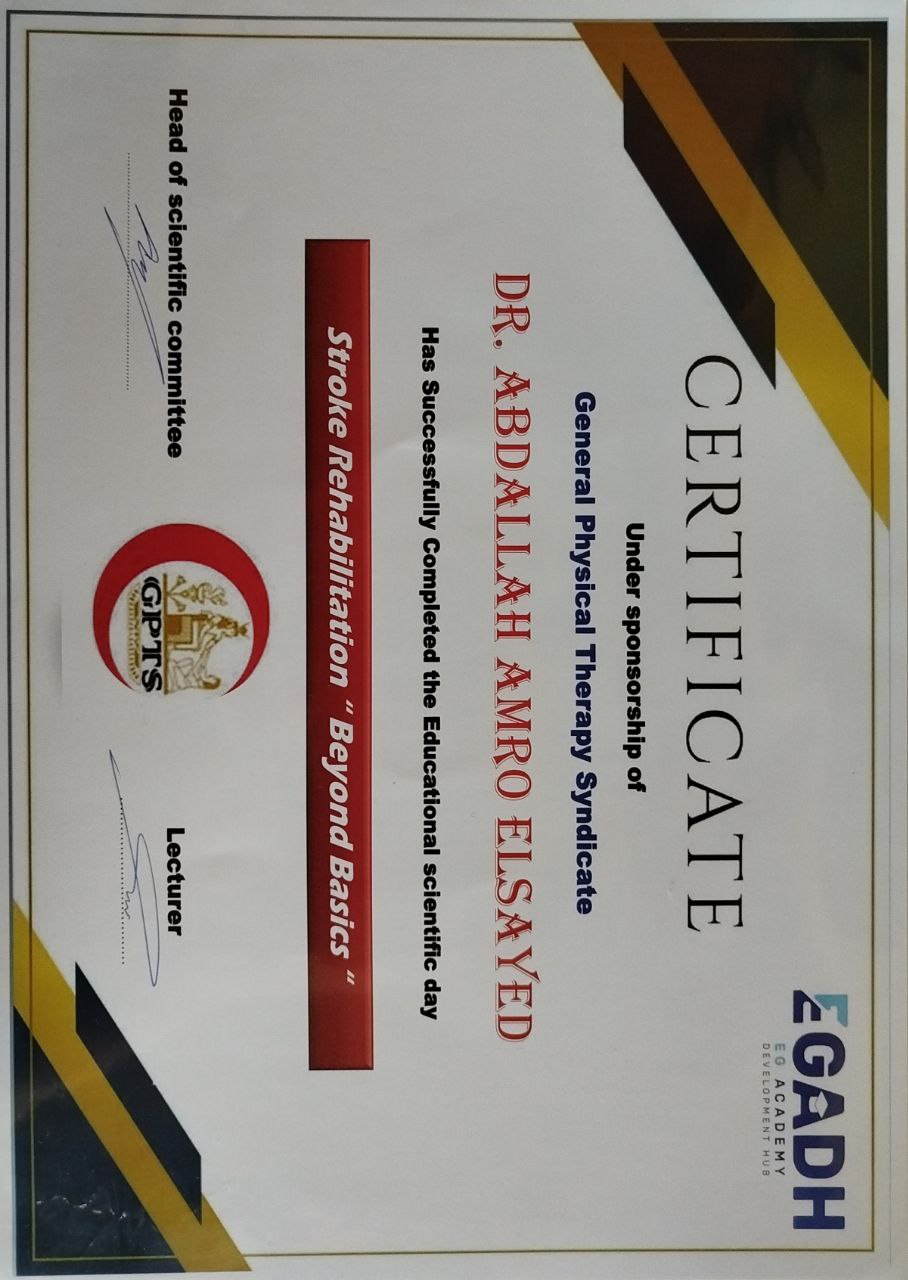 EGADH
EG ACADEMY
DEVELOPMENT HUB
CERTIFICATE
Under sponsorship of
General Physical Therapy Syndicate
DR. ABDALLAH AMRO ELSAYED
Has Successfully Completed the Educational scientific day
Stroke Rehabilitation “ Beyond Basics “
Head of scientific committee
GPTS
Lecturer